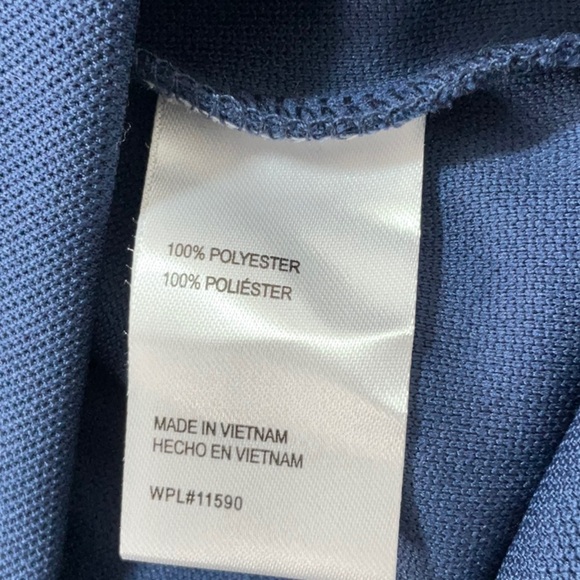 100% POLYESTER
100% POLIÉSTER
MADE IN VIETNAM
HECHO EN VIETNAM
WPL#11590